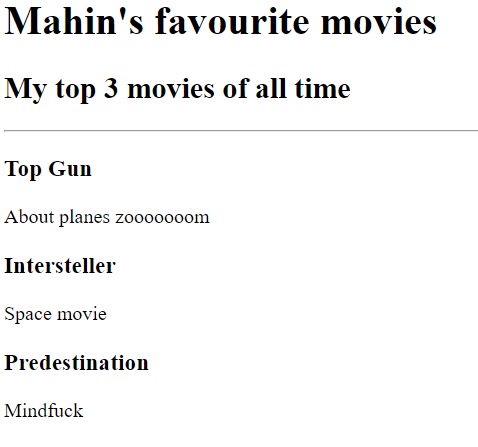 Mahin's favourite movies
My top 3 movies of all time
Top Gun
About planes zooooooom
Intersteller
Space movie
Predestination
Mindfuck